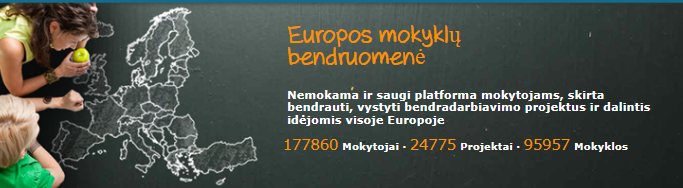 Europos mokyklų
bendruomenė
Nemokama ir saugi platforma mokytojams, skirta
bendrauti, vystyti bendradarbiavimo projektus ir dalintis
idėjomis visoje Europoje
177860 Mokytojai · 24775 Projektai · 95957 Mokyklos